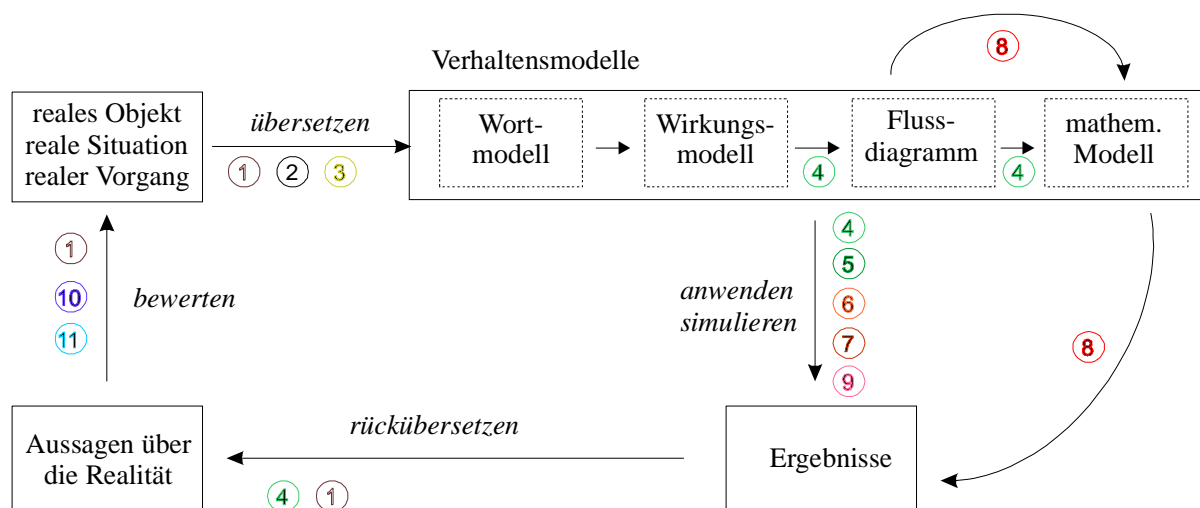 8
Verhaltensmodelle
reales Objekt
reale Situation
realer Vorgang
übersetzen
1 2 3
Wort-
modell
Wirkungs-
modell
4
Fluss-
diagramm
4
mathem.
Modell
1
10
11
bewerten
anwenden
simulieren
4
5
6
7
9
8
Aussagen über
die Realität
rückübersetzen
4 1
Ergebnisse